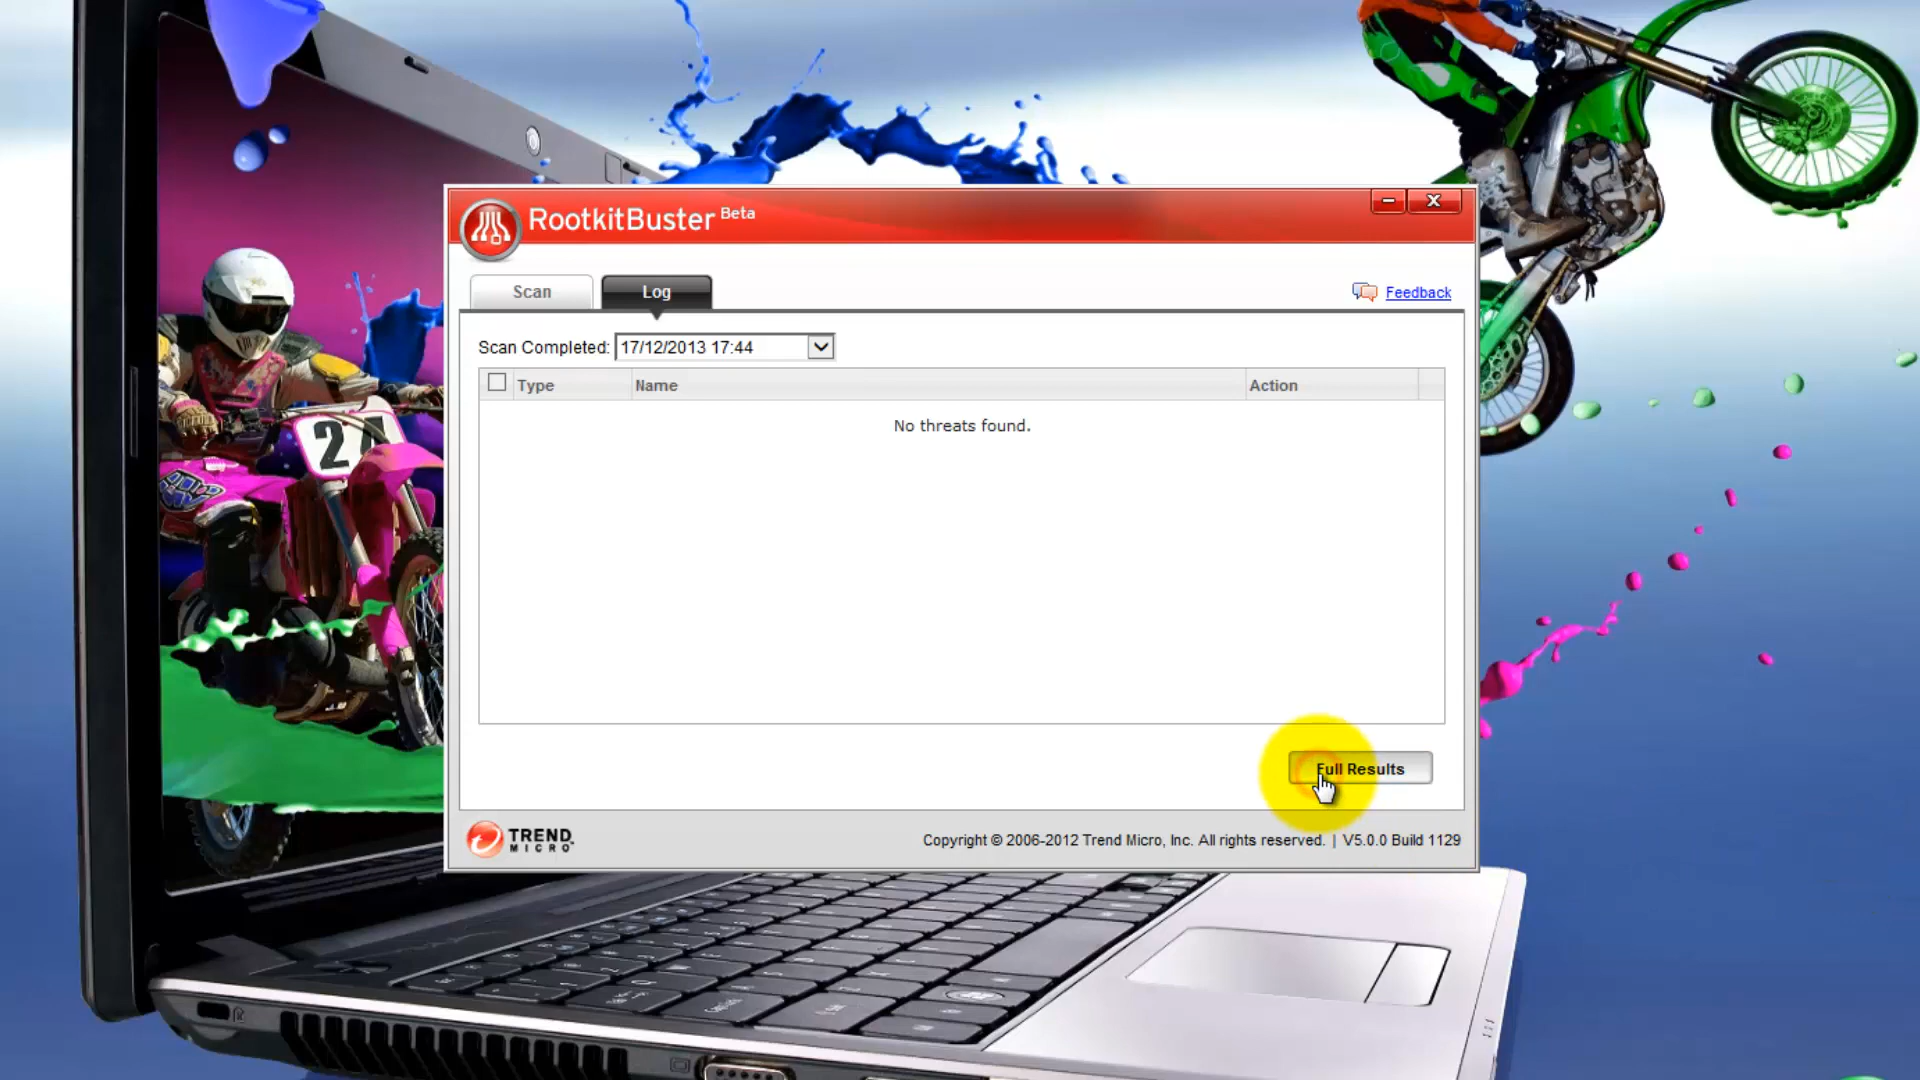 RootkitBuster Beta
Scan
Log
Feedback
Scan Completed: 17/12/2013 17:44
Type Name Action
No threats found.
Full Results
TREND MICRO
Copyright © 2006-2012 Trend Micro, Inc. All rights reserved. | V5.0.0 Build 1129
24